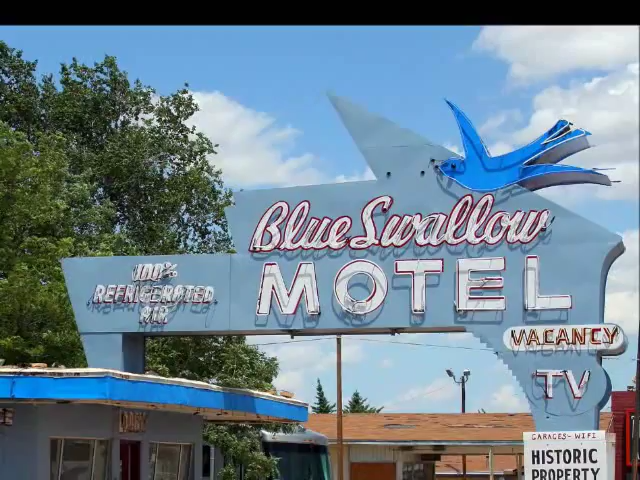 Blue Swallow
MOTEL
100%
REFRIGERATED
AIR
VACANCY
TV
GARAGES - WIFI
HISTORIC
PROPERTY